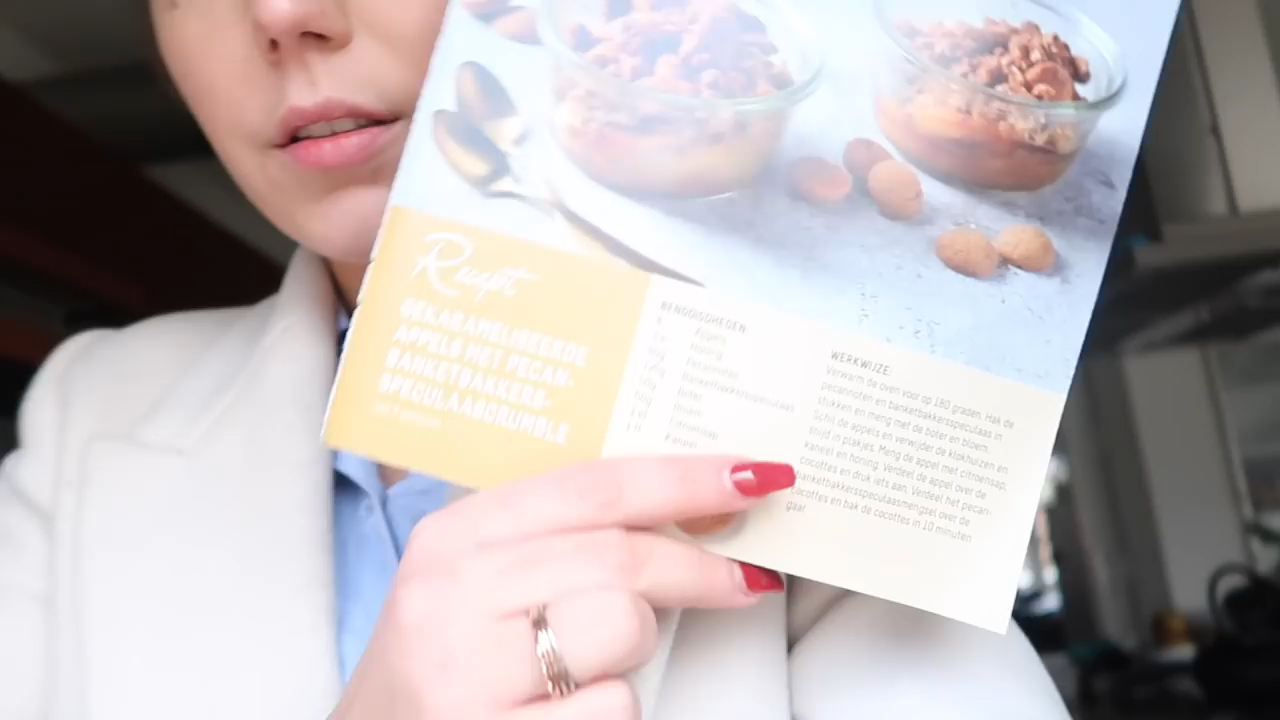 Recept
GEKARAMELISEERDE
APPELS MET PECAN-
BANKETBAKKERS-
SPECULAASCRUMBLE
BENODIGDHEDEN
Appels
Honing
Pecannoten
Banketbakkersspeculaas
Boter
Bloem
Citroensap
Kaneel
WERKWIJZE:
Verwarm de oven voor op 180 graden. Hak de
pecannoten en banketbakkersspeculaas in
stukken en meng met de boter en bloem.
Schil de appels en verwijder de klokhuizen en
snijd in plakjes. Meng de appel met citroensap,
kaneel en honing. Verdeel de appel over de
cocottes en druk iets aan. Verdeel het pecan-
banketbakkersspeculaasmengsel over de
cocottes en bak de cocottes in 10 minuten
gaar.